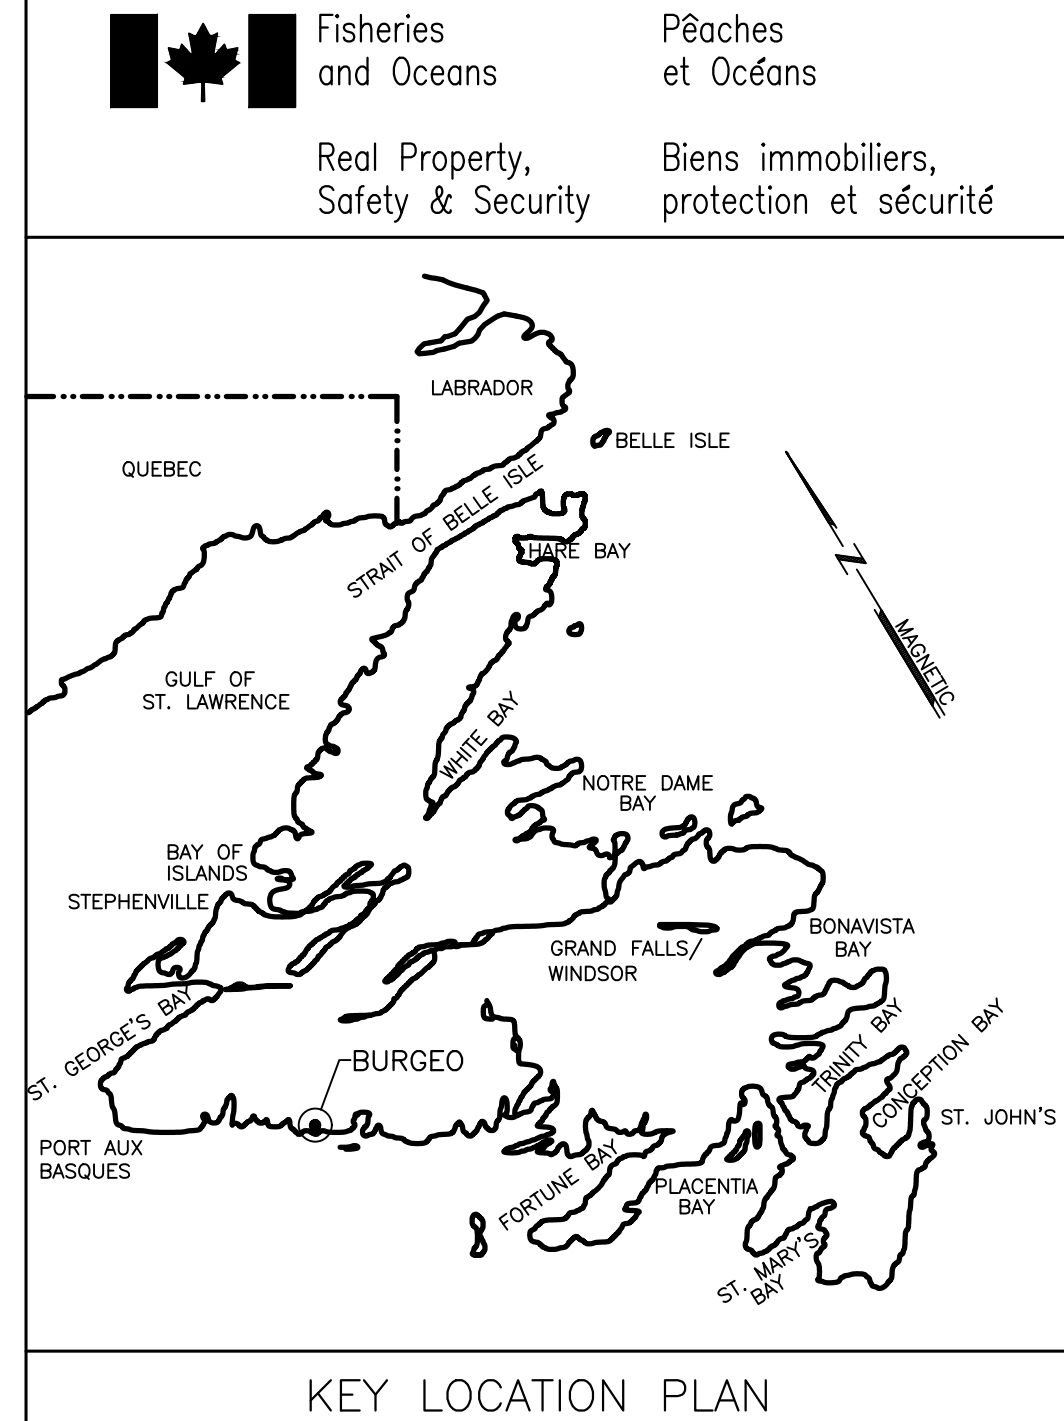 Fisheries
and Oceans
Pêaches
et Océans
Real Property,
Safety & Security
Biens immobiliers,
protection et sécurité
LABRADOR
BELLE ISLE
QUEBEC
STRAIT OF BELLE ISLE
HARE BAY
MAGNETIC
GULF OF
ST. LAWRENCE
WHITE BAY
NOTRE DAME
BAY
BAY OF
ISLANDS
STEPHENVILLE
BONAVISTA
BAY
GRAND FALLS/
WINDSOR
ST. GEORGE'S BAY
TRINITY BAY
CONCEPTION BAY
BURGEO
ST. JOHN'S
PORT AUX
BASQUES
FORTUNE BAY
PLACENTIA
BAY
ST. MARY'S
BAY
KEY LOCATION PLAN